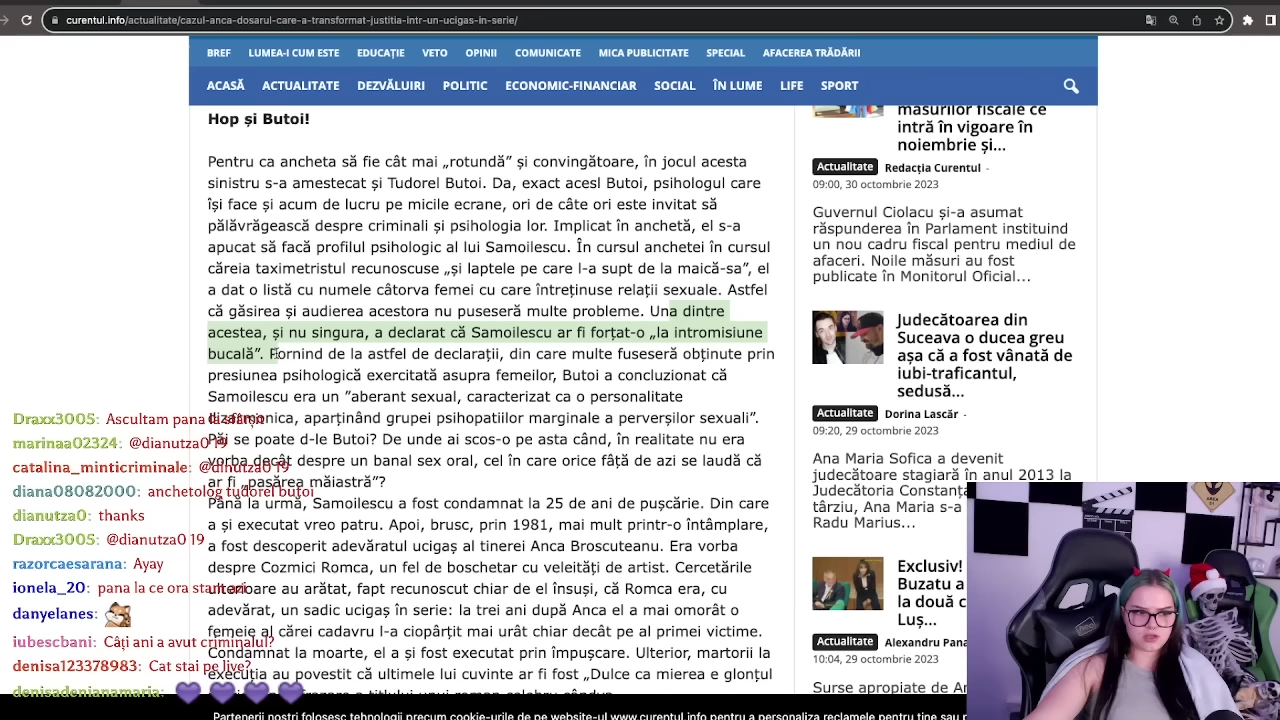 curentul.info/actualitate/cazul-anca-dosarul-care-a-transformat-justitia-intr-un-ucigas-in-serie/
BREF LUMEA-I CUM ESTE EDUCAȚIE VETO OPINII COMUNICATE MICA PUBLICITATE SPECIAL AFACEREA TRĂDĂRII
ACASĂ ACTUALITATE DEZVĂLUIRI POLITIC ECONOMIC-FINANCIAR SOCIAL ÎN LUME LIFE SPORT
Hop și Butoi!
Pentru ca ancheta să fie cât mai „rotundă” și convingătoare, în jocul acesta
sinistru s-a amestecat și Tudorel Butoi. Da, exact acesl Butoi, psihologul care
își face și acum de lucru pe micile ecrane, ori de câte ori este invitat să
pălăvrăgească despre criminali și psihologia lor. Implicat în anchetă, el s-a
apucat să facă profilul psihologic al lui Samoilescu. În cursul anchetei în cursul
căreia taximetristul recunoscuse „și laptele pe care l-a supt de la maică-sa”, el
a dat o listă cu numele câtorva femei cu care întreținuse relații sexuale. Astfel
că găsirea și audierea acestora nu puseseră multe probleme. Una dintre
acestea, și nu singura, a declarat că Samoilescu ar fi forțat-o „la intromisiune
bucală”. Pornind de la astfel de declarații, din care multe fuseseră obținute prin
presiunea psihologică exercitată asupra femeilor, Butoi a concluzionat că
Samoilescu era un ”aberant sexual, caracterizat ca o personalitate
dizarmonica, aparținând grupei psihopatiilor marginale a perverșilor sexuali”.
Păi se poate d-le Butoi? De unde ai scos-o pe asta când, în realitate nu era
vorba decât despre un banal sex oral, cel în care orice fâță de azi se laudă că
ar fi „pasărea măiastră”?
Până la urmă, Samoilescu a fost condamnat la 25 de ani de pușcărie. Din care
a și executat vreo patru. Apoi, brusc, prin 1981, mai mult printr-o întâmplare,
a fost descoperit adevăratul ucigaș al tinerei Anca Broscuteanu. Era vorba
despre Cozmici Romca, un fel de boschetar cu veleități de artist. Cercetările
ulterioare au arătat, fapt recunoscut chiar de el însuși, că Romca era, cu
adevărat, un sadic ucigaș în serie: la trei ani după Anca el a mai omorât o
femeie al cărei cadavru l-a ciopârțit mai urât chiar decât pe al primei victime.
Condamnat la moarte, el a și fost executat prin împușcare. Ulterior, martorii la
execuția au povestit că ultimele lui cuvinte ar fi fost „Dulce ca mierea e glonțul
măsurilor fiscale ce
intră în vigoare în
noiembrie și...
Actualitate Redacția Curentul -
09:00, 30 octombrie 2023
Guvernul Ciolacu și-a asumat
răspunderea în Parlament instituind
un nou cadru fiscal pentru mediul de
afaceri. Noile măsuri au fost
publicate în Monitorul Oficial...
Judecătoarea din
Suceava o ducea greu
așa că a fost vânată de
iubi-traficantul,
sedusă...
Actualitate Dorina Lascăr -
09:20, 29 octombrie 2023
Ana Maria Sofica a devenit
judecătoare stagiară în anul 2013 la
Judecătoria Constanța
târziu, Ana Maria s-a
Radu Marius...
Exclusiv!
Buzatu a
la două c
Luș...
Actualitate Alexandru Pana
10:04, 29 octombrie 2023
Surse apropiate de An
Draxx3005: Ascultam pana la sfârșit
marinaa02324: @dianutza0 19
catalina_minticriminale: @dinutza0 19
diana08082000: anchetolog tudorel butoi
dianutza0: thanks
Draxx3005: @dianutza0 19
razorcaesarana: Ayay
ionela_20: pana la ce ora stam azi
danyelanes:
iubescbani: Câți ani a avut criminalul?
denisa123378983: Cat stai pe live?
denisadenianamaria:
Partenerii noștri folosesc tehnologii precum cookie-urile de pe website-ul www.curentul.info pentru a personaliza reclamele pentru tine sau p